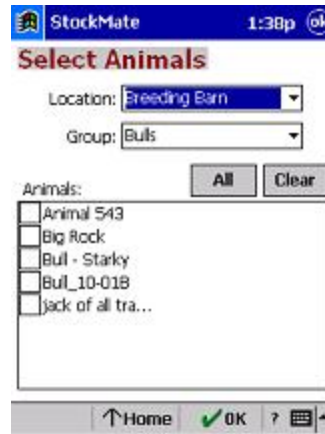 StockMate 1:38p ok
Select Animals
Location: Breeding Barn
Group: Bulls
All Clear
Animals:
Animal 543
Big Rock
Bull - Starky
Bull_10-01B
jack of all tra...
Home OK ?